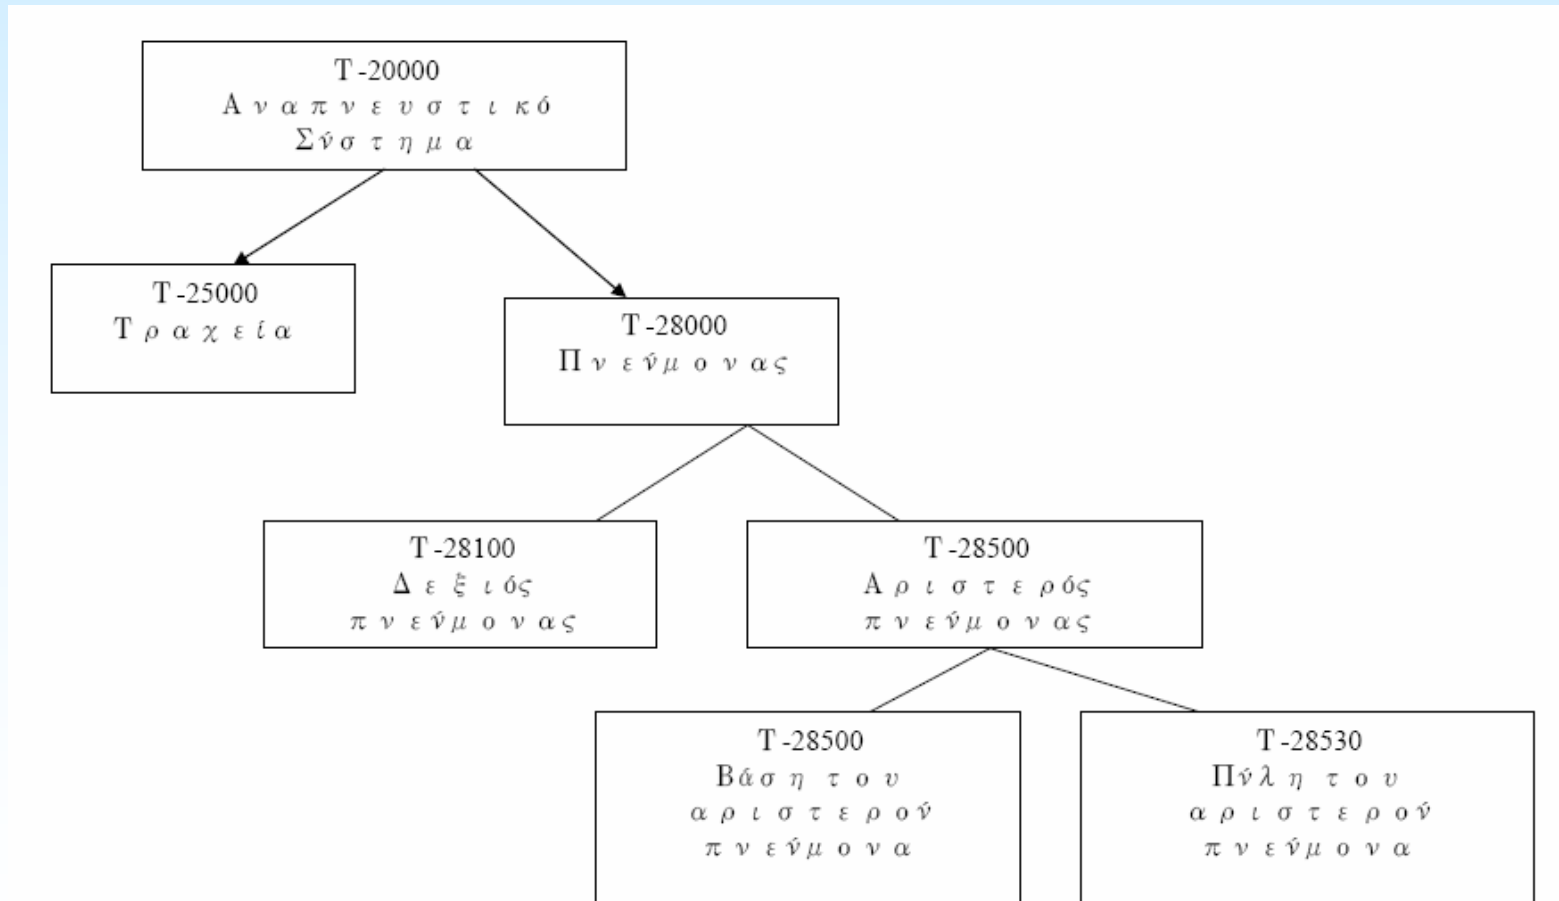 T-20000
Αναπνευστικό
Σύστημα
T-25000
Τραχεία
T-28000
Πνεύμονας
T-28100
Δεξιός
πνεύμονας
T-28500
Αριστερός
πνεύμονας
T-28500
Βάση του
αριστερού
πνεύμονα
T-28530
Πύλη του
αριστερού
πνεύμονα